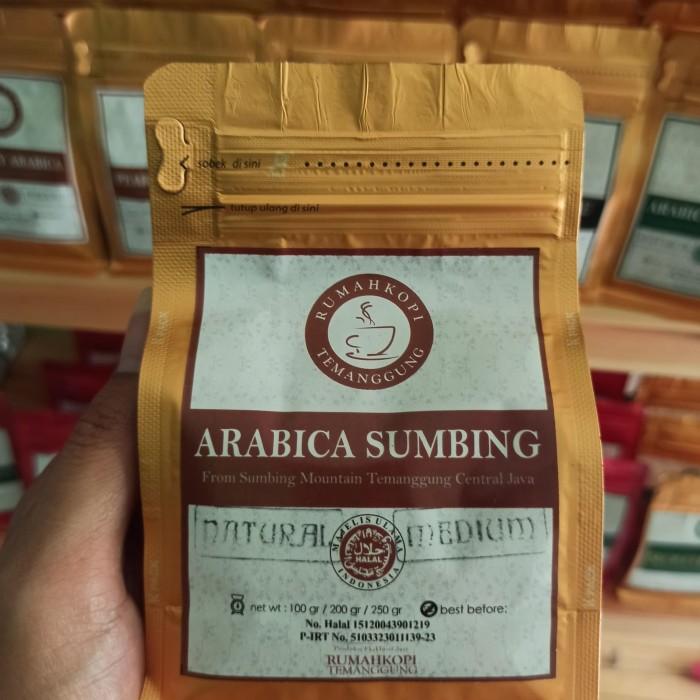 sobek di sini
tutup ulang di sini
RUMAHKOPI
TEMANGGUNG
ARABICA SUMBING
From Sumbing Mountain Temanggung Central Java
NATURAL MEDIUM
MAJELIS ULAMA
حلال
HALAL
INDONESIA
net wt : 100 gr / 200 gr / 250 gr best before:
No. Halal 15120043901219
P-IRT No. 5103323011139-23
RUMAHKOPI
TEMANGGUNG